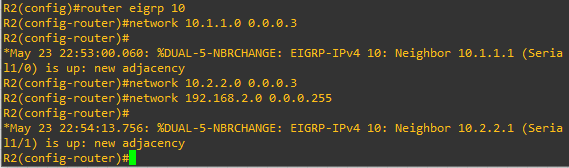 R2(config)#router eigrp 10
R2(config-router)#network 10.1.1.0 0.0.0.3
R2(config-router)#
*May 23 22:53:00.060: %DUAL-5-NBRCHANGE: EIGRP-IPv4 10: Neighbor 10.1.1.1 (Seria
l1/0) is up: new adjacency
R2(config-router)#network 10.2.2.0 0.0.0.3
R2(config-router)#network 192.168.2.0 0.0.0.255
R2(config-router)#
*May 23 22:54:13.756: %DUAL-5-NBRCHANGE: EIGRP-IPv4 10: Neighbor 10.2.2.1 (Seria
l1/1) is up: new adjacency
R2(config-router)#